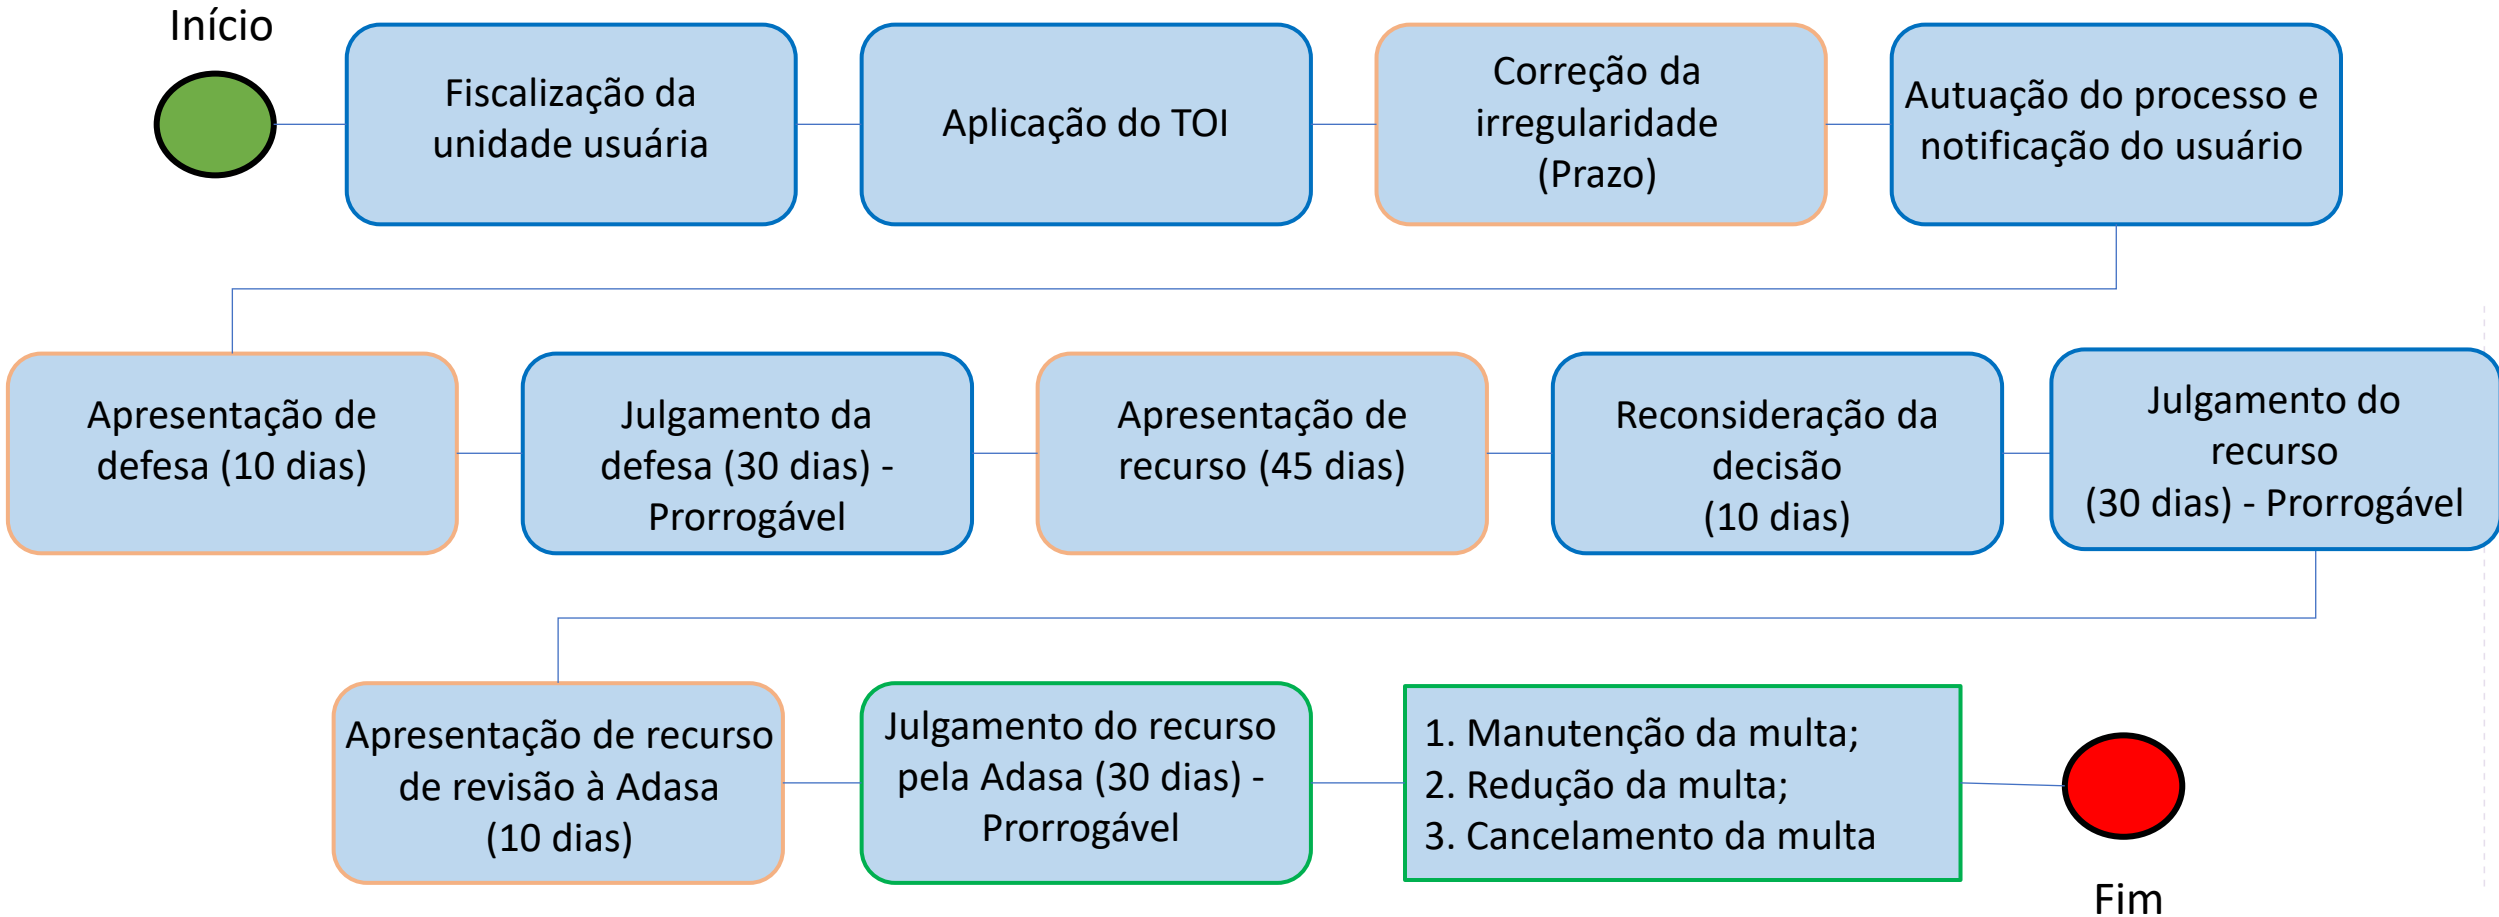 Início
Fiscalização da
unidade usuária
Aplicação do TOI
Correção da
irregularidade
(Prazo)
Autuação do processo e
notificação do usuário
Apresentação de
defesa (10 dias)
Julgamento da
defesa (30 dias) -
Prorrogável
Apresentação de
recurso (45 dias)
Reconsideração da
decisão
(10 dias)
Julgamento do
recurso
(30 dias) - Prorrogável
Apresentação de recurso
de revisão à Adasa
(10 dias)
Julgamento do recurso
pela Adasa (30 dias) -
Prorrogável
1. Manutenção da multa;
2. Redução da multa;
3. Cancelamento da multa
Fim